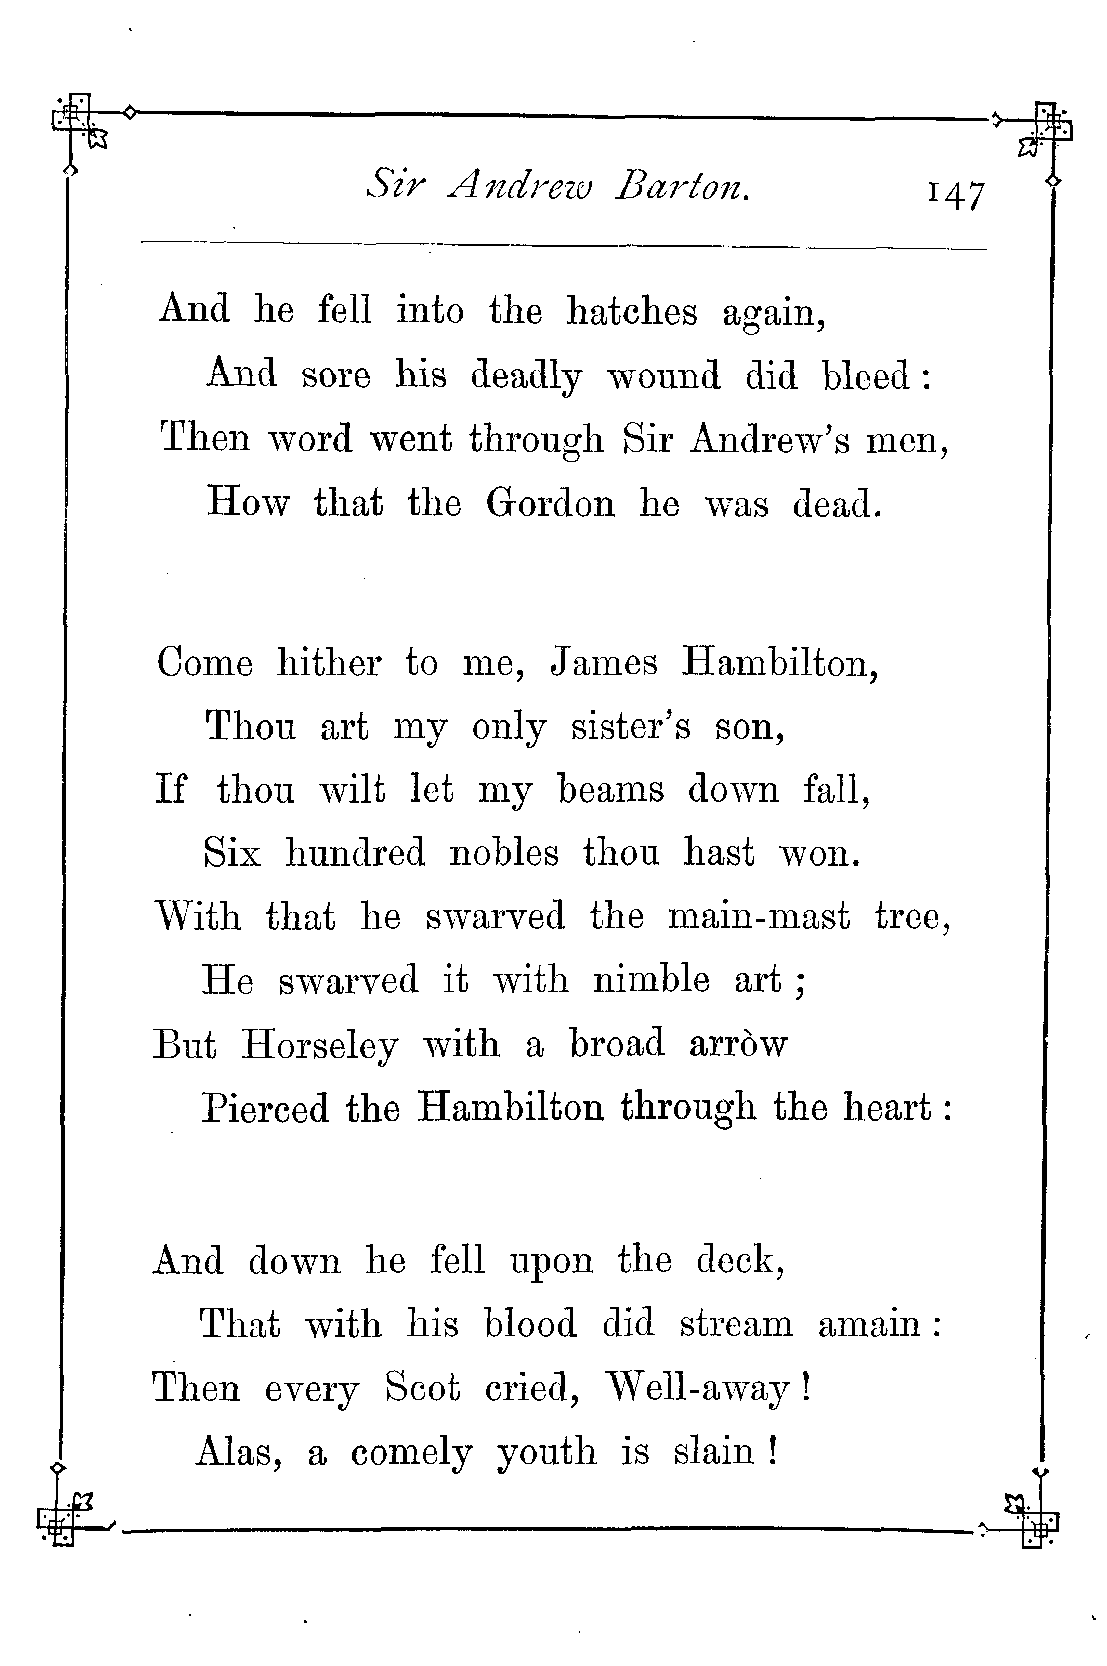 Sir Andrew Barton. 147
And he fell into the hatches again,
And sore his deadly wound did bleed :
Then word went through Sir Andrew's men,
How that the Gordon he was dead.
Come hither to me, James Hambilton,
Thou art my only sister's son,
If thou wilt let my beams down fall,
Six hundred nobles thou hast won.
With that he swarved the main-mast tree,
He swarved it with nimble art ;
But Horseley with a broad arròw
Pierced the Hambilton through the heart :
And down he fell upon the deck,
That with his blood did stream amain :
Then every Scot cried, Well-away !
Alas, a comely youth is slain !